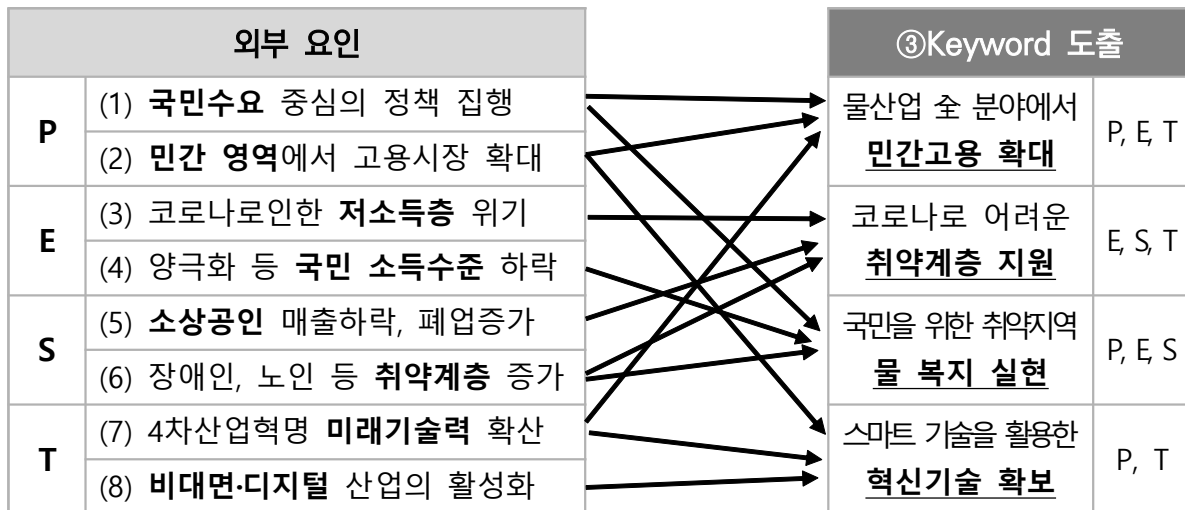 외부 요인
③Keyword 도출
P
(1) 국민수요 중심의 정책 집행
(2) 민간 영역에서 고용시장 확대
물산업 全 분야에서
민간고용 확대
P, E, T
E
(3) 코로나로인한 저소득층 위기
(4) 양극화 등 국민 소득수준 하락
코로나로 어려운
취약계층 지원
E, S, T
S
(5) 소상공인 매출하락, 폐업증가
(6) 장애인, 노인 등 취약계층 증가
국민을 위한 취약지역
물 복지 실현
P, E, S
T
(7) 4차산업혁명 미래기술력 확산
(8) 비대면·디지털 산업의 활성화
스마트 기술을 활용한
혁신기술 확보
P, T